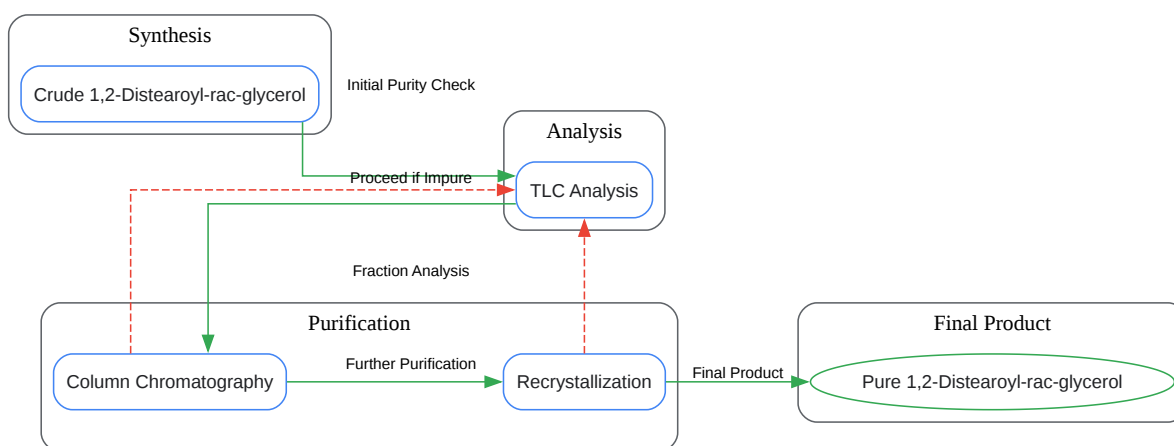 Synthesis
Crude 1,2-Distearoyl-rac-glycerol
Initial Purity Check
Analysis
TLC Analysis
Proceed if Impure
Fraction Analysis
Purification
Column Chromatography
Further Purification
Recrystallization
Final Product
Final Product
Pure 1,2-Distearoyl-rac-glycerol